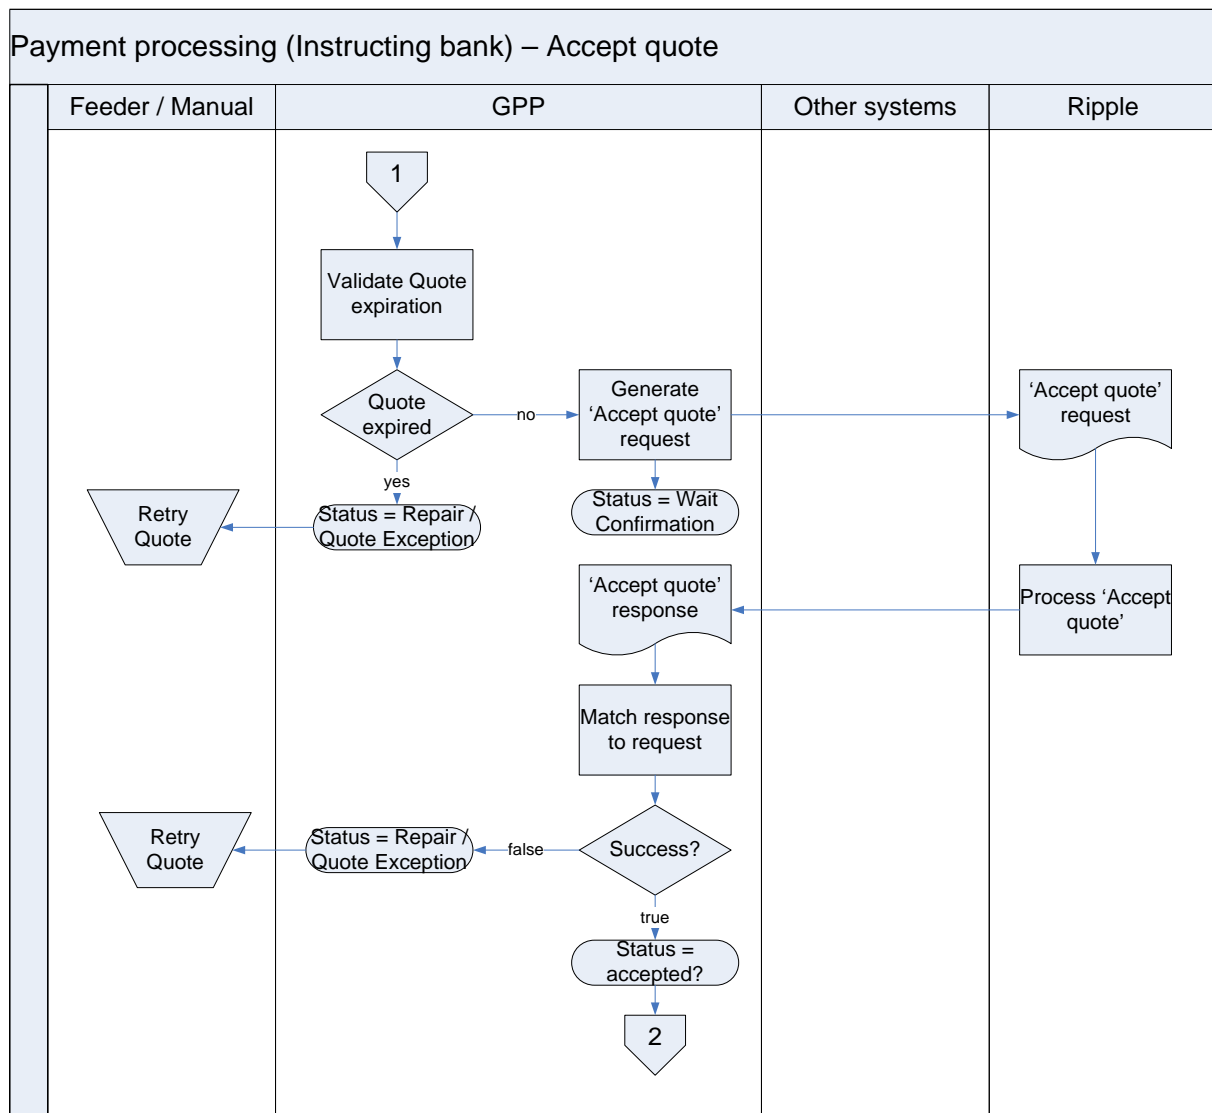 Payment processing (Instructing bank) – Accept quote
Feeder / Manual
GPP
Other systems
Ripple
1
Validate Quote
expiration
Quote
expired
no
Generate
‘Accept quote’
request
‘Accept quote’
request
yes
Status = Wait
Confirmation
Retry
Quote
Status = Repair /
Quote Exception
‘Accept quote’
response
Process ‘Accept
quote’
Match response
to request
Retry
Quote
Status = Repair /
Quote Exception
false
Success?
true
Status =
accepted?
2